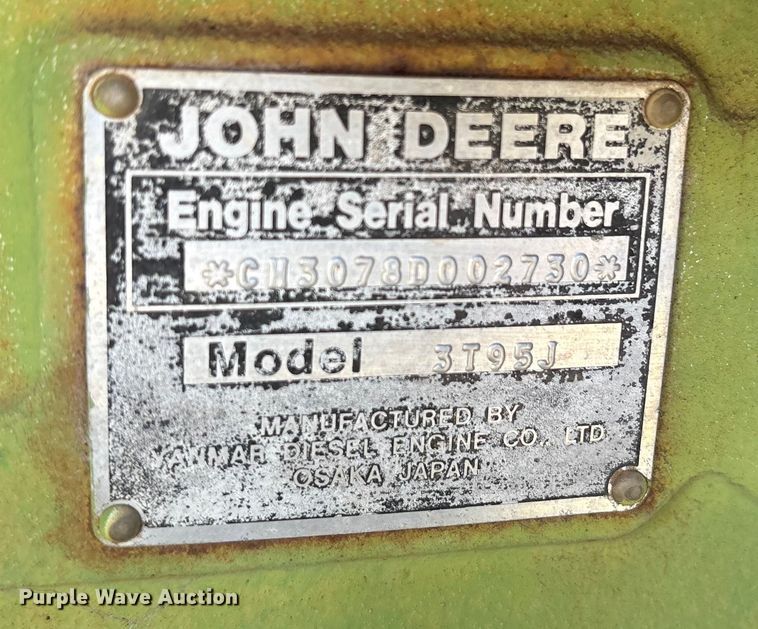 JOHN DEERE
Engine Serial Number
*CH3078D002730*
Model 3T95J
MANUFACTURED BY
YANMAR DIESEL ENGINE CO., LTD
OSAKA JAPAN
Purple Wave Auction